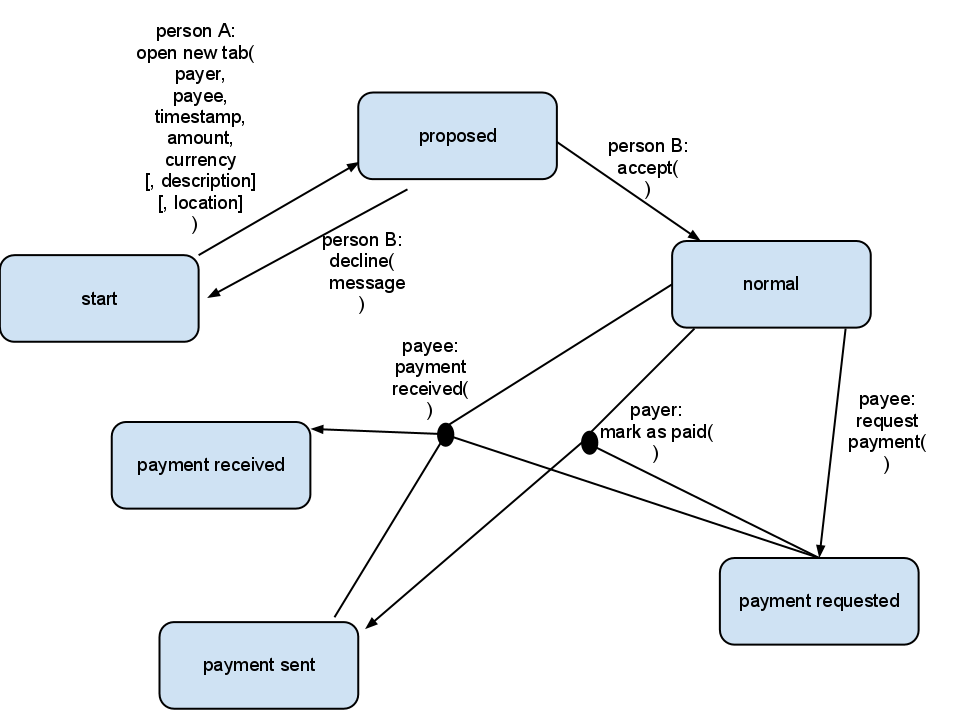 person A:
open new tab(
payer,
payee,
timestamp,
amount,
currency
[, description]
[, location]
)
proposed
person B:
accept(
)
person B:
decline(
message
)
start
normal
payee:
payment
received(
)
payer:
mark as paid(
)
payee:
request
payment(
)
payment received
payment requested
payment sent